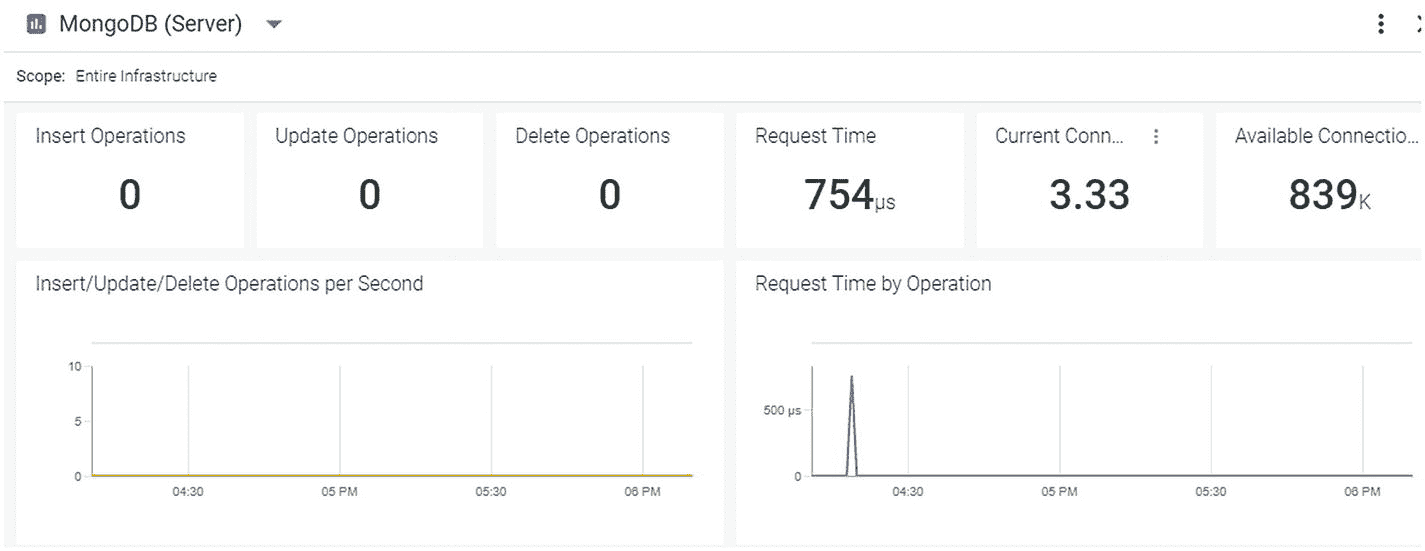 MongoDB (Server)
Scope: Entire Infrastructure
Insert Operations
0
Update Operations
0
Delete Operations
0
Request Time
754µs
Current Conn...
3.33
Available Connectio...
839K
Insert/Update/Delete Operations per Second
10
5
0
04:30 05 PM 05:30 06 PM
Request Time by Operation
500 µs
0
04:30 05 PM 05:30 06 PM